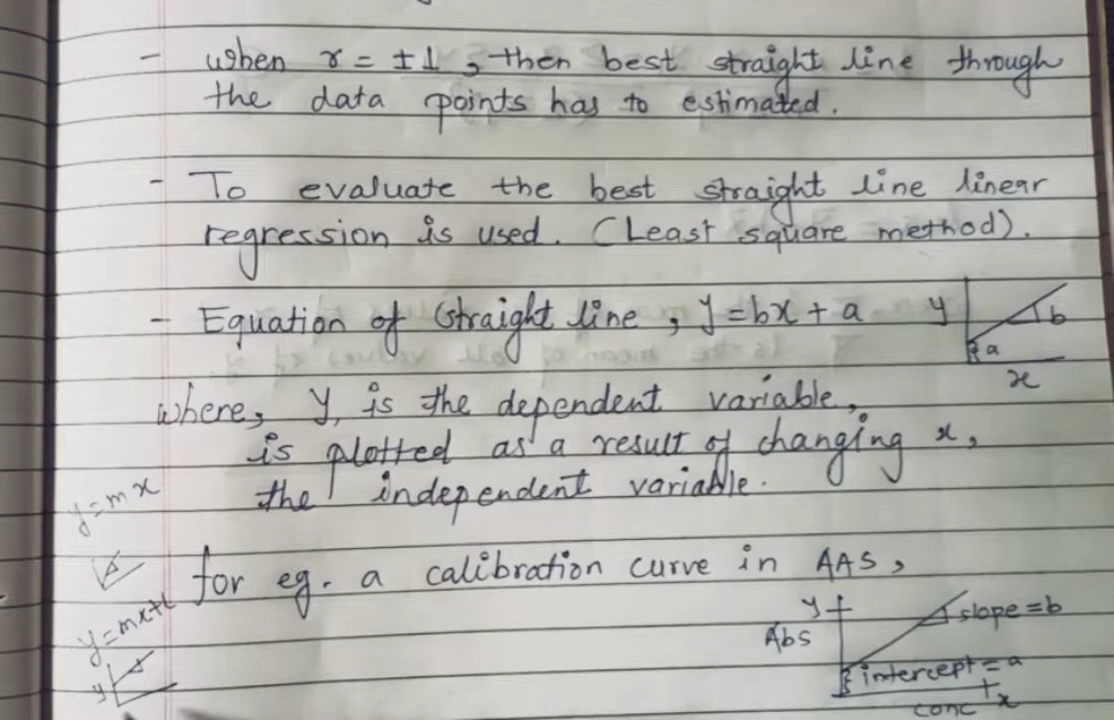 - when r = ±1, then best straight line through
the data points has to estimated.
- To evaluate the best straight line linear
regression is used. (Least square method).
- Equation of straight line, y = bx + a
y
b
a
x
where, y, is the dependent variable,
is plotted as a result of changing x,
the independent variable.
y = mx
for eg. a calibration curve in AAS,
y = mx + c
y
y
Abs
slope = b
intercept = a
conc x